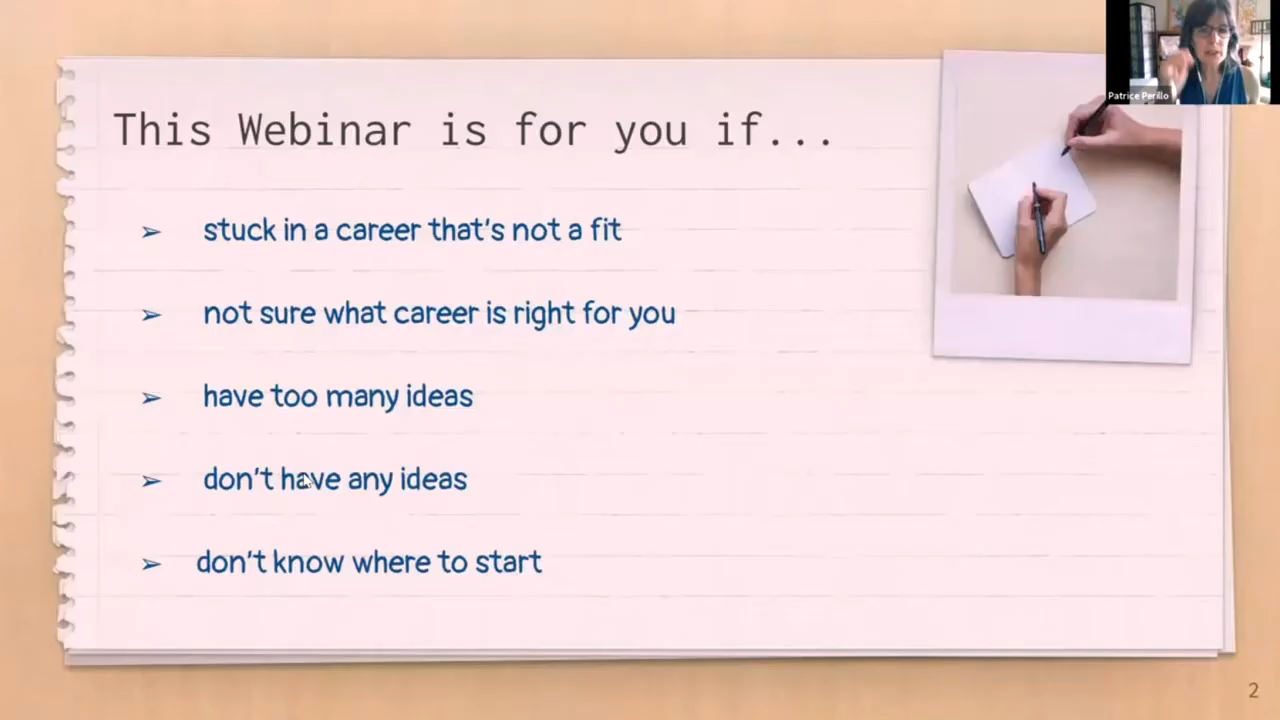 Patrice Perillo
This Webinar is for you if...
➢ stuck in a career that's not a fit
➢ not sure what career is right for you
➢ have too many ideas
➢ don't have any ideas
➢ don't know where to start
2